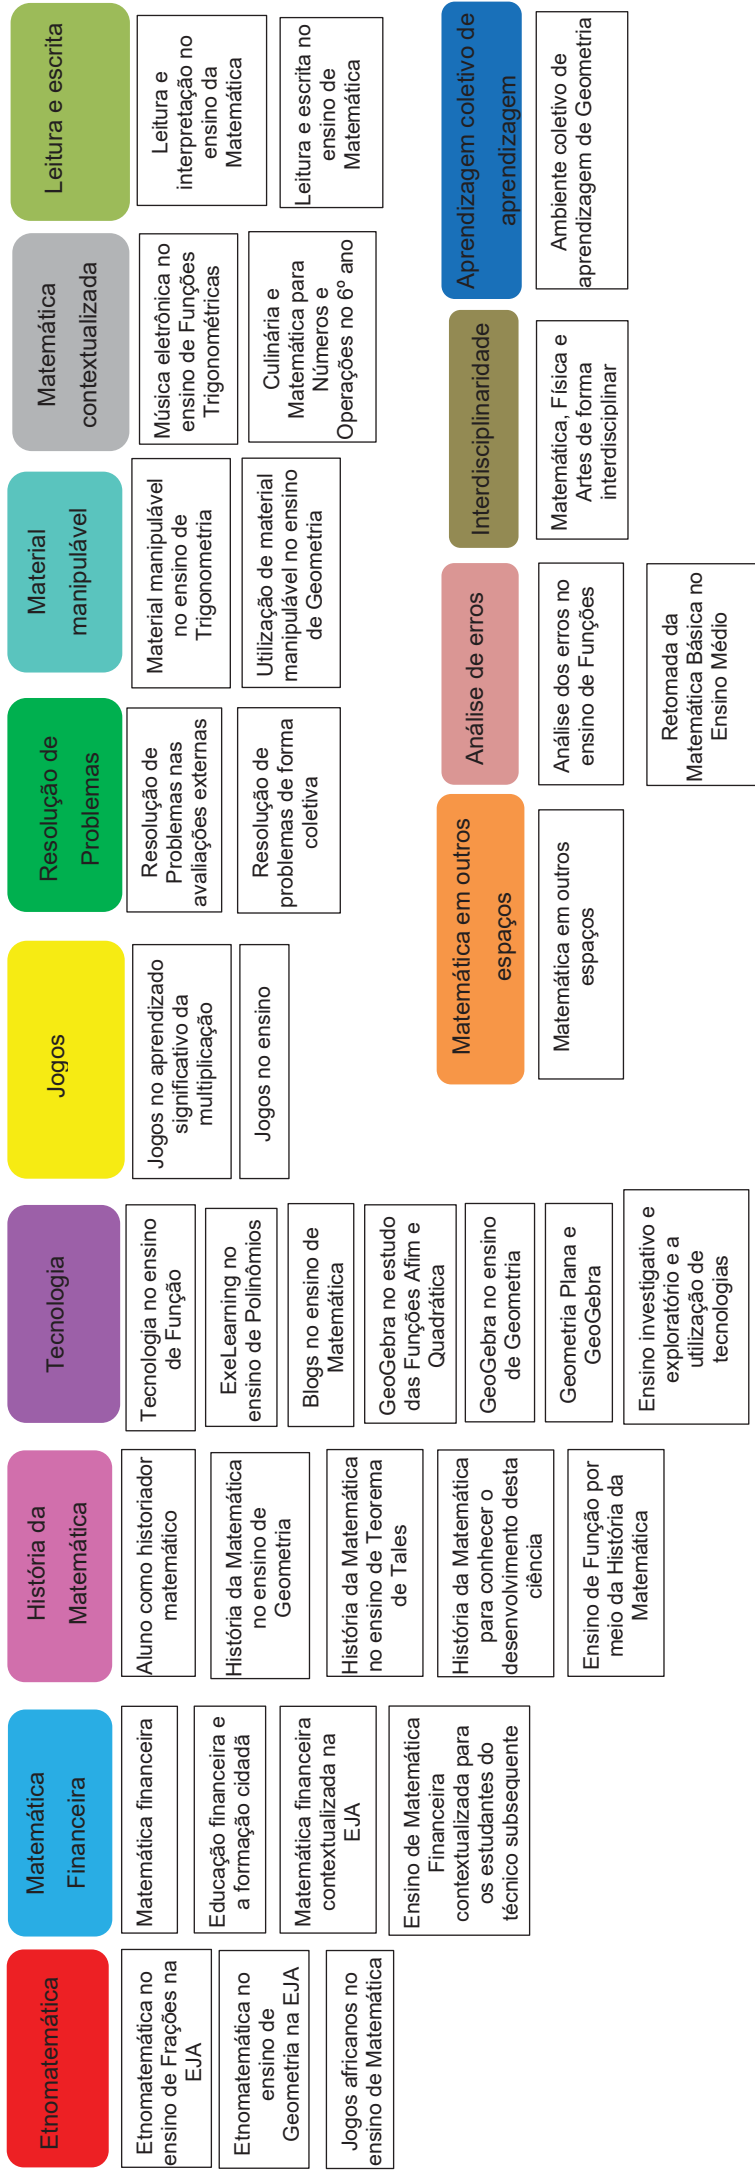 Etnomatemática
Etnomatemática no
ensino de Frações na
EJA
Etnomatemática no
ensino de
Geometria na EJA
Jogos africanos no
ensino de Matemática
Matemática
Financeira
Matemática financeira
Educação financeira e
a formação cidadã
Matemática financeira
contextualizada na
EJA
Ensino de Matemática
Financeira
contextualizada para
os estudantes do
técnico subsequente
História da
Matemática
Aluno como historiador
matemático
História da Matemática
no ensino de
Geometria
História da Matemática
no ensino de Teorema
de Tales
História da Matemática
para conhecer o
desenvolvimento desta
ciência
Ensino de Função por
meio da História da
Matemática
Tecnologia
Tecnologia no ensino
de Função
ExeLearning no
ensino de Polinômios
Blogs no ensino de
Matemática
GeoGebra no estudo
das Funções Afim e
Quadrática
GeoGebra no ensino
de Geometria
Geometria Plana e
GeoGebra
Ensino investigativo e
exploratório e a
utilização de
tecnologias
Jogos
Jogos no aprendizado
significativo da
multiplicação
Jogos no ensino
Resolução de
Problemas
Resolução de
Problemas nas
avaliações externas
Resolução de
problemas de forma
coletiva
Material
manipulável
Material manipulável
no ensino de
Trigonometria
Utilização de material
manipulável no ensino
de Geometria
Matemática
contextualizada
Música eletrônica no
ensino de Funções
Trigonométricas
Culinária e
Matemática para
Números e
Operações no 6º ano
Leitura e escrita
Leitura e
interpretação no
ensino da
Matemática
Leitura e escrita no
ensino de
Matemática
Matemática em outros
espaços
Matemática em outros
espaços
Análise de erros
Análise dos erros no
ensino de Funções
Retomada da
Matemática Básica no
Ensino Médio
Interdisciplinaridade
Matemática, Física e
Artes de forma
interdisciplinar
Aprendizagem coletivo de
aprendizagem
Ambiente coletivo de
aprendizagem de Geometria